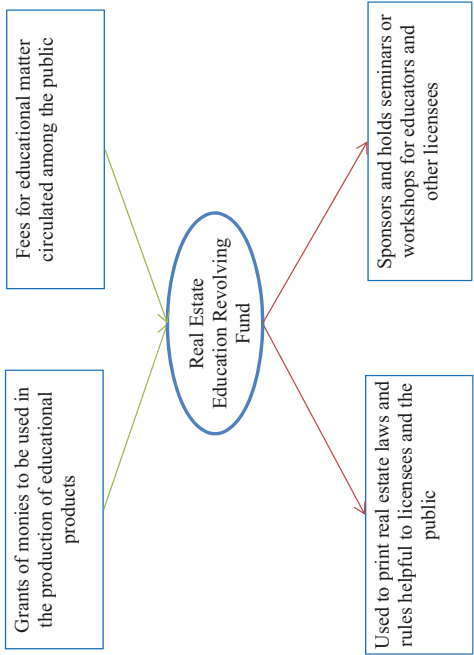 Grants of monies to be used in
the production of educational
products
Fees for educational matter
circulated among the public
Real Estate
Education Revolving
Fund
Used to print real estate laws and
rules helpful to licensees and the
public
Sponsors and holds seminars or
workshops for educators and
other licensees